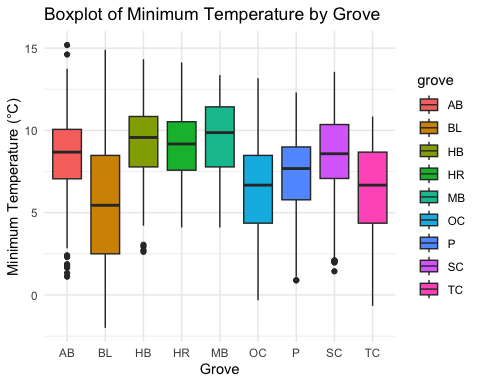 Boxplot of Minimum Temperature by Grove
Minimum Temperature (°C)
15
10
5
0
AB BL HB HR MB OC P SC TC
Grove
grove
AB
BL
HB
HR
MB
OC
P
SC
TC